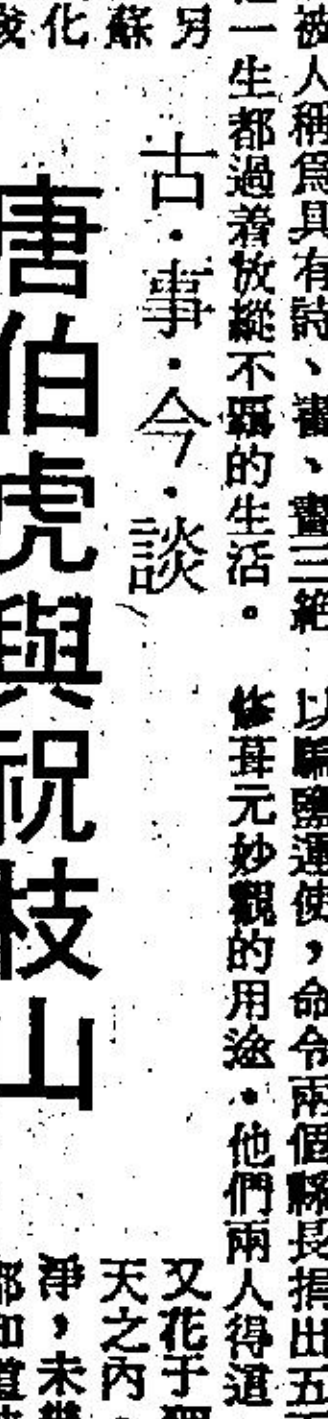 被人稱爲具有詩、書、畫三絕
一生都過着放縱不羈的生活。
以騙鹽運使，命令兩個縣長捐出五
修葺元妙觀的用途。他們兩人得這
古·事·今·談
唐伯虎與祝枝山
另
蘇
化
又花于
天之內
淨，未幾
都知道